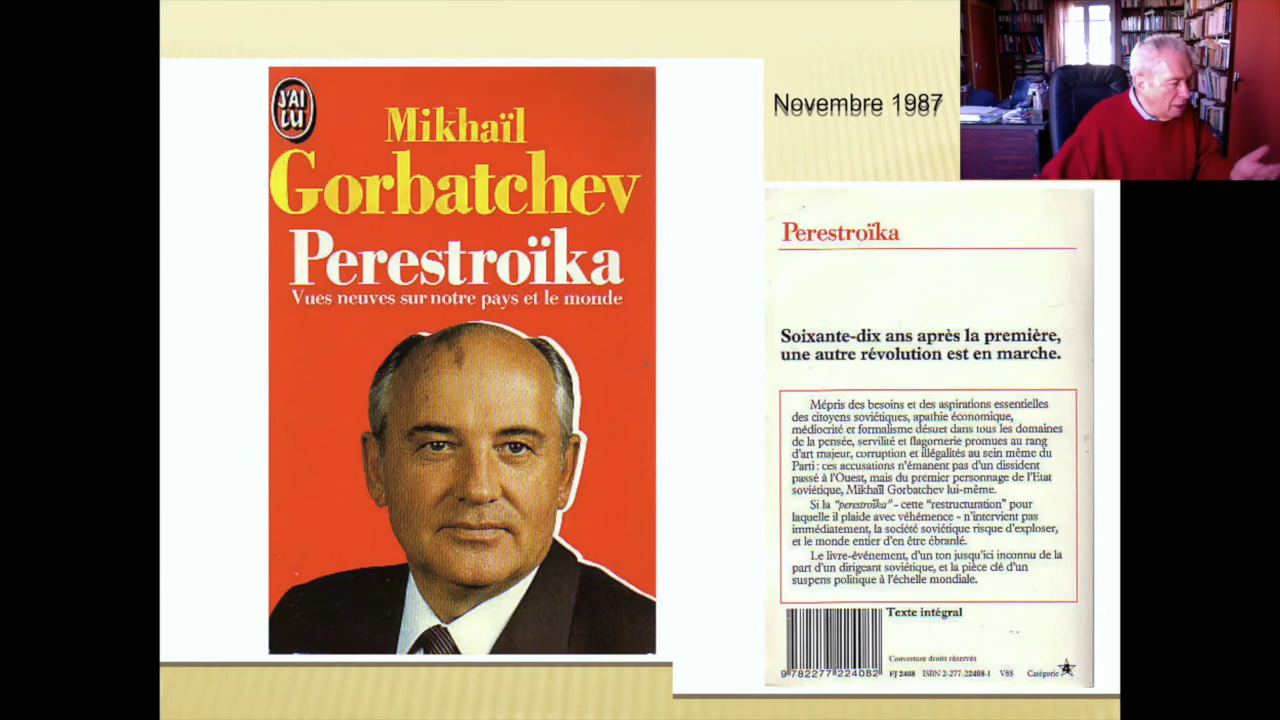 J'AI
LU
Mikhaïl
Gorbatchev
Perestroïka
Vues neuves sur notre pays et le monde
Novembre 1987
Perestroïka
Soixante-dix ans après la première,
une autre révolution est en marche.
Mépris des besoins et des aspirations essentielles
des citoyens soviétiques, apathie économique,
médiocrité et formalisme désuet dans tous les domaines
de la pensée, servilité et flagornerie promues au rang
d'art majeur, corruption et illégalités au sein même du
Parti : ces accusations n'émanent pas d'un dissident
passé à l'Ouest, mais du premier personnage de l'Etat
soviétique, Mikhaïl Gorbatchev lui-même.
Si la "perestroïka" - cette "restructuration" pour
laquelle il plaide avec véhémence - n'intervient pas
immédiatement, la société soviétique risque d'exploser,
et le monde entier d'en être ébranlé.
Le livre-événement, d'un ton jusqu'ici inconnu de la
part d'un dirigeant soviétique, et la pièce clé d'un
suspens politique à l'échelle mondiale.
Texte intégral
Couverture droits réservés
9 782277 224082 FJ 2408 ISBN 2-277-22408-1 V88 Catégorie 4